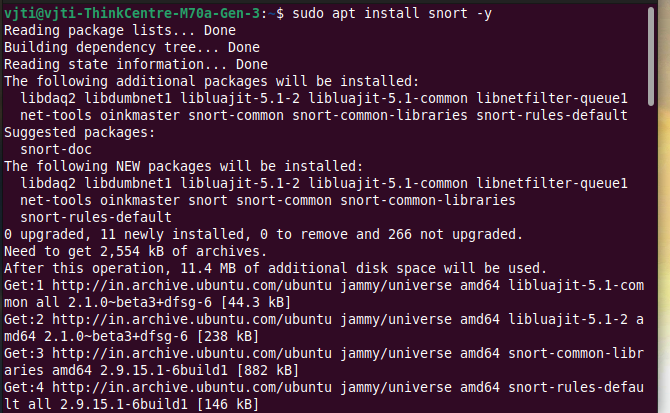 vjti@vjti-ThinkCentre-M70a-Gen-3:~$ sudo apt install snort -y
Reading package lists... Done
Building dependency tree... Done
Reading state information... Done
The following additional packages will be installed:
  libdaq2 libdumbnet1 libluajit-5.1-2 libluajit-5.1-common libnetfilter-queue1
  net-tools oinkmaster snort-common snort-common-libraries snort-rules-default
Suggested packages:
  snort-doc
The following NEW packages will be installed:
  libdaq2 libdumbnet1 libluajit-5.1-2 libluajit-5.1-common libnetfilter-queue1
  net-tools oinkmaster snort snort-common snort-common-libraries
  snort-rules-default
0 upgraded, 11 newly installed, 0 to remove and 266 not upgraded.
Need to get 2,554 kB of archives.
After this operation, 11.4 MB of additional disk space will be used.
Get:1 http://in.archive.ubuntu.com/ubuntu jammy/universe amd64 libluajit-5.1-com
mon all 2.1.0~beta3+dfsg-6 [44.3 kB]
Get:2 http://in.archive.ubuntu.com/ubuntu jammy/universe amd64 libluajit-5.1-2 a
md64 2.1.0~beta3+dfsg-6 [238 kB]
Get:3 http://in.archive.ubuntu.com/ubuntu jammy/universe amd64 snort-common-libr
aries amd64 2.9.15.1-6build1 [882 kB]
Get:4 http://in.archive.ubuntu.com/ubuntu jammy/universe amd64 snort-rules-defau
lt all 2.9.15.1-6build1 [146 kB]